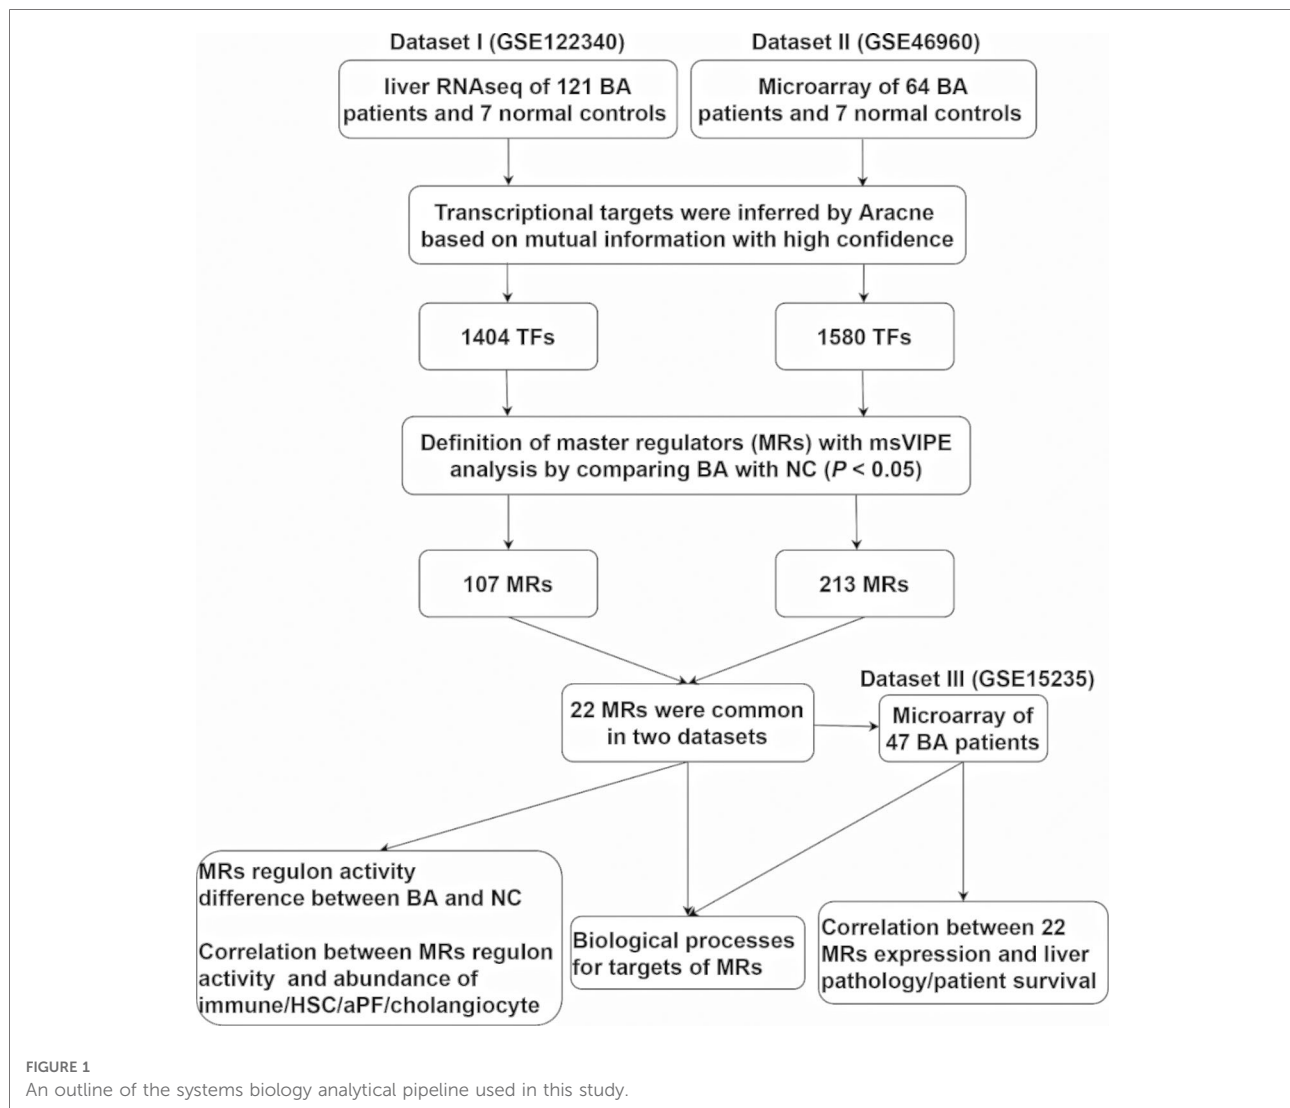 Dataset I (GSE122340)
liver RNAseq of 121 BA
patients and 7 normal controls
Dataset II (GSE46960)
Microarray of 64 BA
patients and 7 normal controls
Transcriptional targets were inferred by Aracne
based on mutual information with high confidence
1404 TFs
1580 TFs
Definition of master regulators (MRs) with msVIPE
analysis by comparing BA with NC (P < 0.05)
107 MRs
213 MRs
22 MRs were common
in two datasets
Dataset III (GSE15235)
Microarray of
47 BA patients
MRs regulon activity
difference between BA and NC
Correlation between MRs regulon
activity and abundance of
immune/HSC/aPF/cholangiocyte
Biological processes
for targets of MRs
Correlation between 22
MRs expression and liver
pathology/patient survival
FIGURE 1
An outline of the systems biology analytical pipeline used in this study.